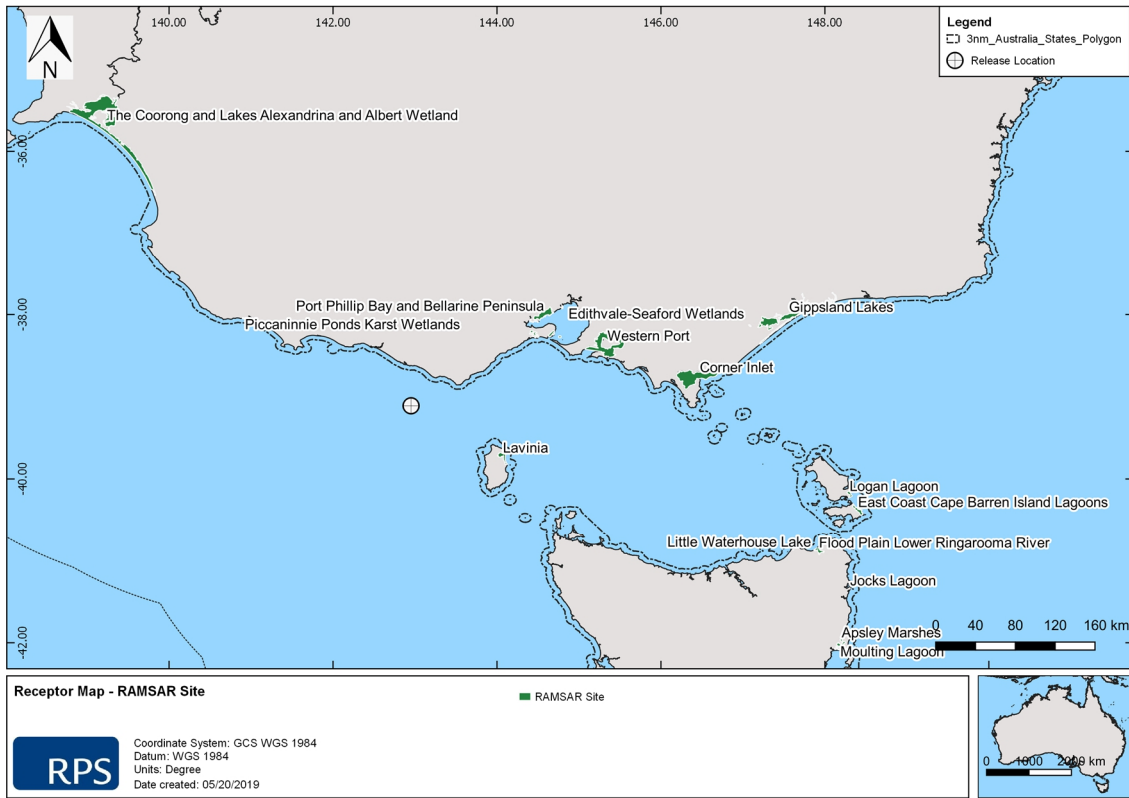 140.00
142.00
144.00
146.00
148.00
Legend
3nm_Australia_States_Polygon
Release Location
N
-36.00
-38.00
-40.00
-42.00
The Coorong and Lakes Alexandrina and Albert Wetland
Port Phillip Bay and Bellarine Peninsula
Edithvale-Seaford Wetlands
Gippsland Lakes
Piccaninnie Ponds Karst Wetlands
Western Port
Corner Inlet
Lavinia
Logan Lagoon
East Coast Cape Barren Island Lagoons
Little Waterhouse Lake
Flood Plain Lower Ringarooma River
Jocks Lagoon
Apsley Marshes
Moulting Lagoon
0 40 80 120 160 km
Receptor Map - RAMSAR Site
RAMSAR Site
RPS
Coordinate System: GCS WGS 1984
Datum: WGS 1984
Units: Degree
Date created: 05/20/2019
0 1000 2000 km